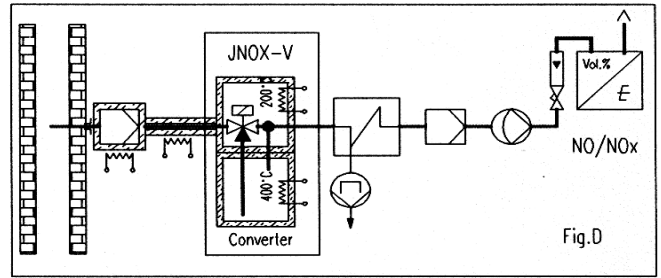 JNOX-V
200°C
400°C
Converter
Vol.%
E
NO/NOx
Fig.D